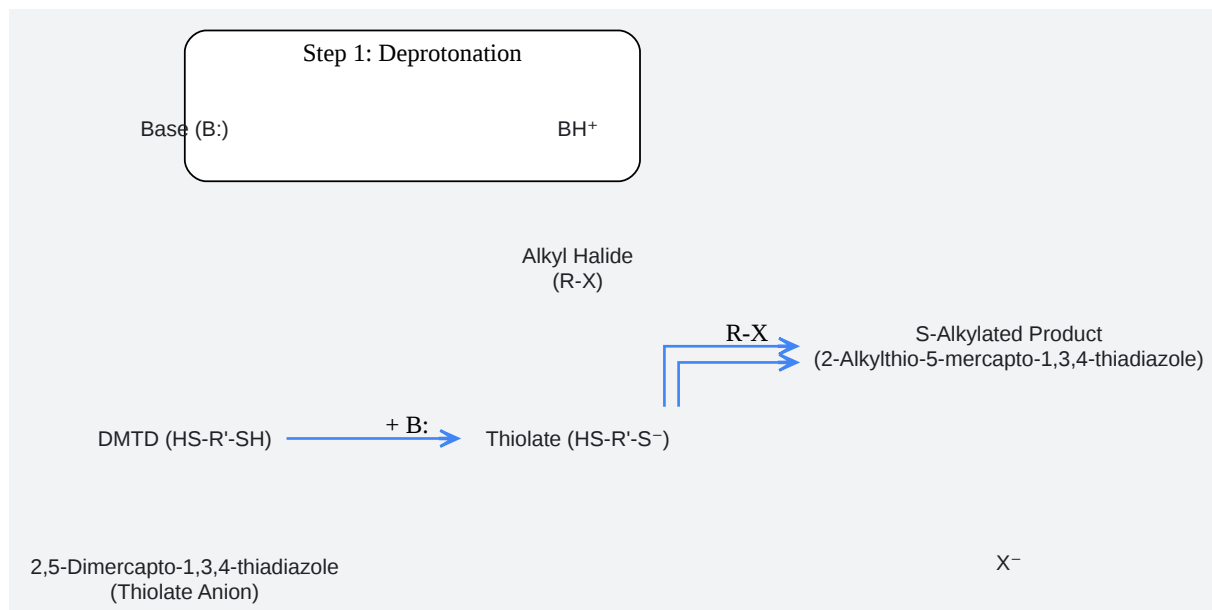 Step 1: Deprotonation
Base (B:)
BH⁺
Alkyl Halide
(R-X)
R-X
S-Alkylated Product
(2-Alkylthio-5-mercapto-1,3,4-thiadiazole)
DMTD (HS-R'-SH)
+ B:
Thiolate (HS-R'-S⁻)
2,5-Dimercapto-1,3,4-thiadiazole
(Thiolate Anion)
X⁻